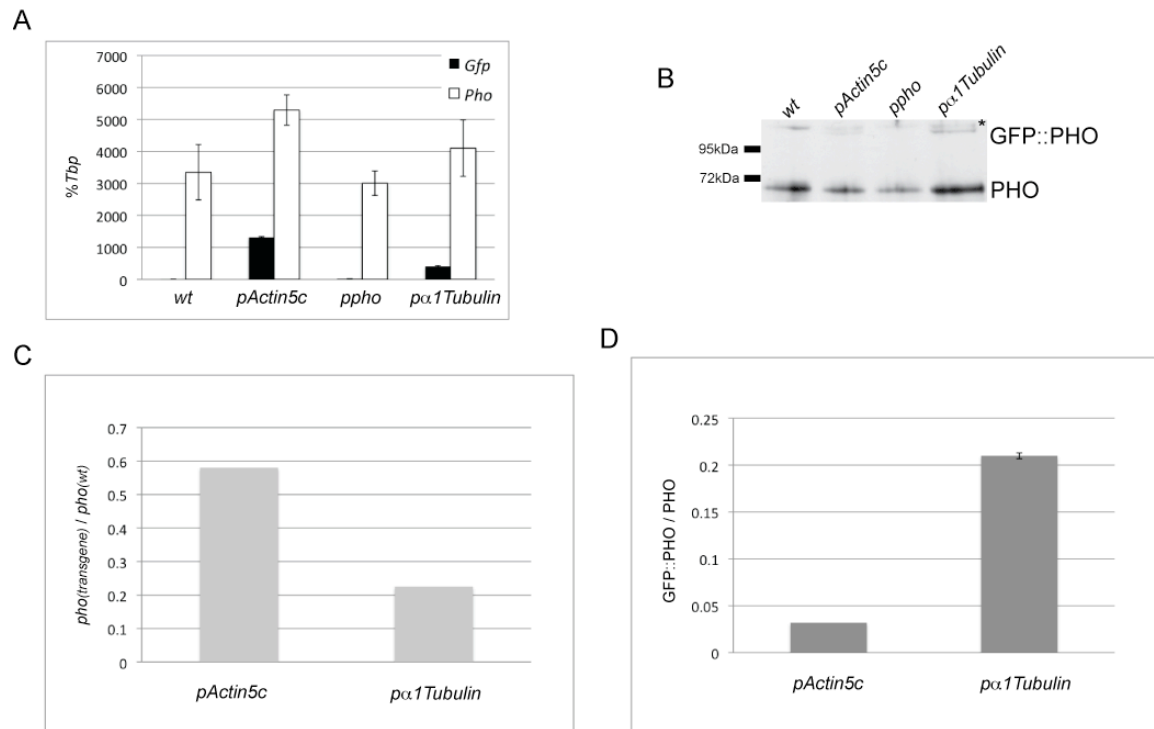 A
7000
6000
5000
4000
3000
2000
1000
0
%Tbp
Gfp
Pho
wt pActin5c ppho pα1Tubulin
B
wt pActin5c ppho pα1Tubulin
*
GFP::PHO
95kDa
72kDa
PHO
C
0.7
0.6
0.5
0.4
0.3
0.2
0.1
0
pho(transgene) / pho(wt)
pActin5c pα1Tubulin
D
0.25
0.2
0.15
0.1
0.05
0
GFP::PHO / PHO
pActin5c pα1Tubulin